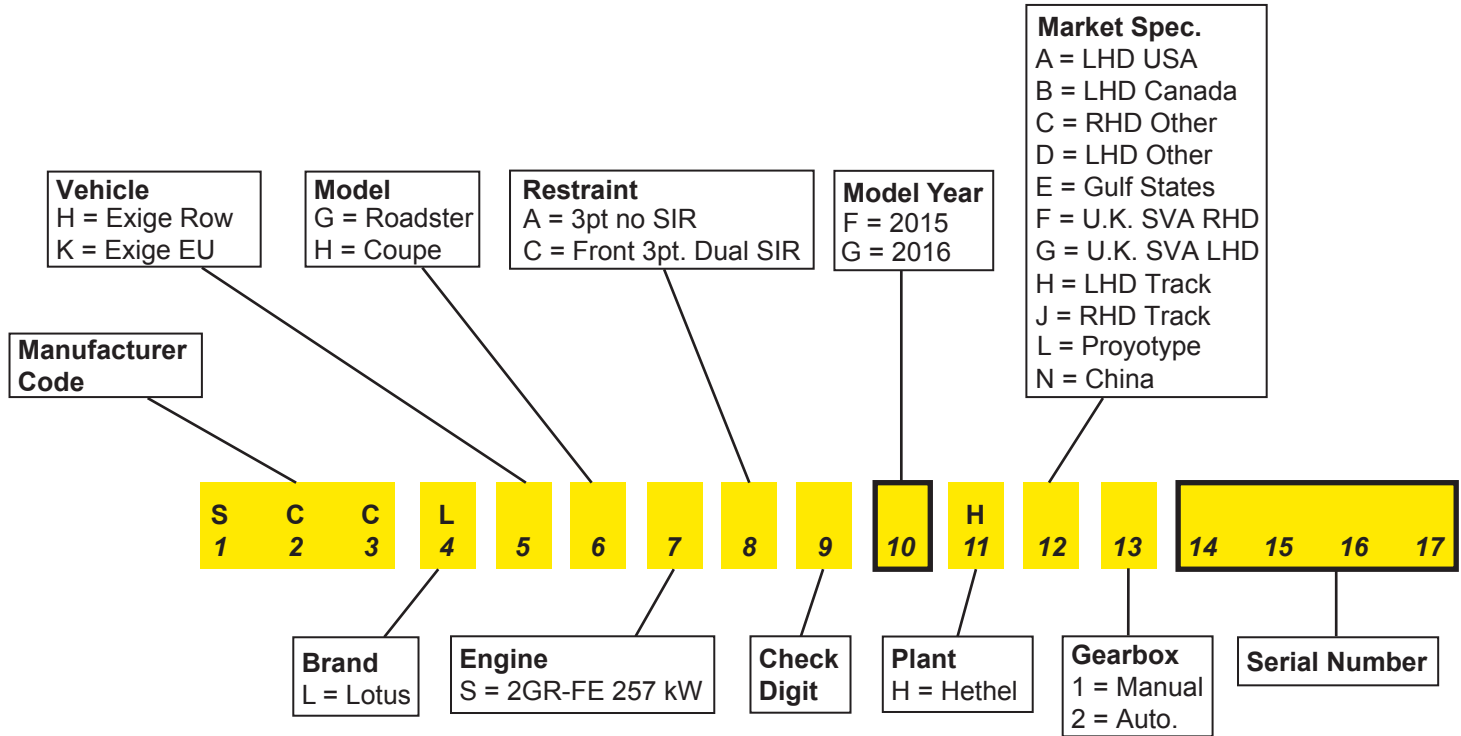 Market Spec.
A = LHD USA
B = LHD Canada
C = RHD Other
D = LHD Other
E = Gulf States
F = U.K. SVA RHD
G = U.K. SVA LHD
H = LHD Track
J = RHD Track
L = Proyotype
N = China
Vehicle
H = Exige Row
K = Exige EU
Model
G = Roadster
H = Coupe
Restraint
A = 3pt no SIR
C = Front 3pt. Dual SIR
Model Year
F = 2015
G = 2016
Manufacturer
Code
S C C L H
1 2 3 4 5 6 7 8 9 10 11 12 13 14 15 16 17
Brand
L = Lotus
Engine
S = 2GR-FE 257 kW
Check
Digit
Plant
H = Hethel
Gearbox
1 = Manual
2 = Auto.
Serial Number